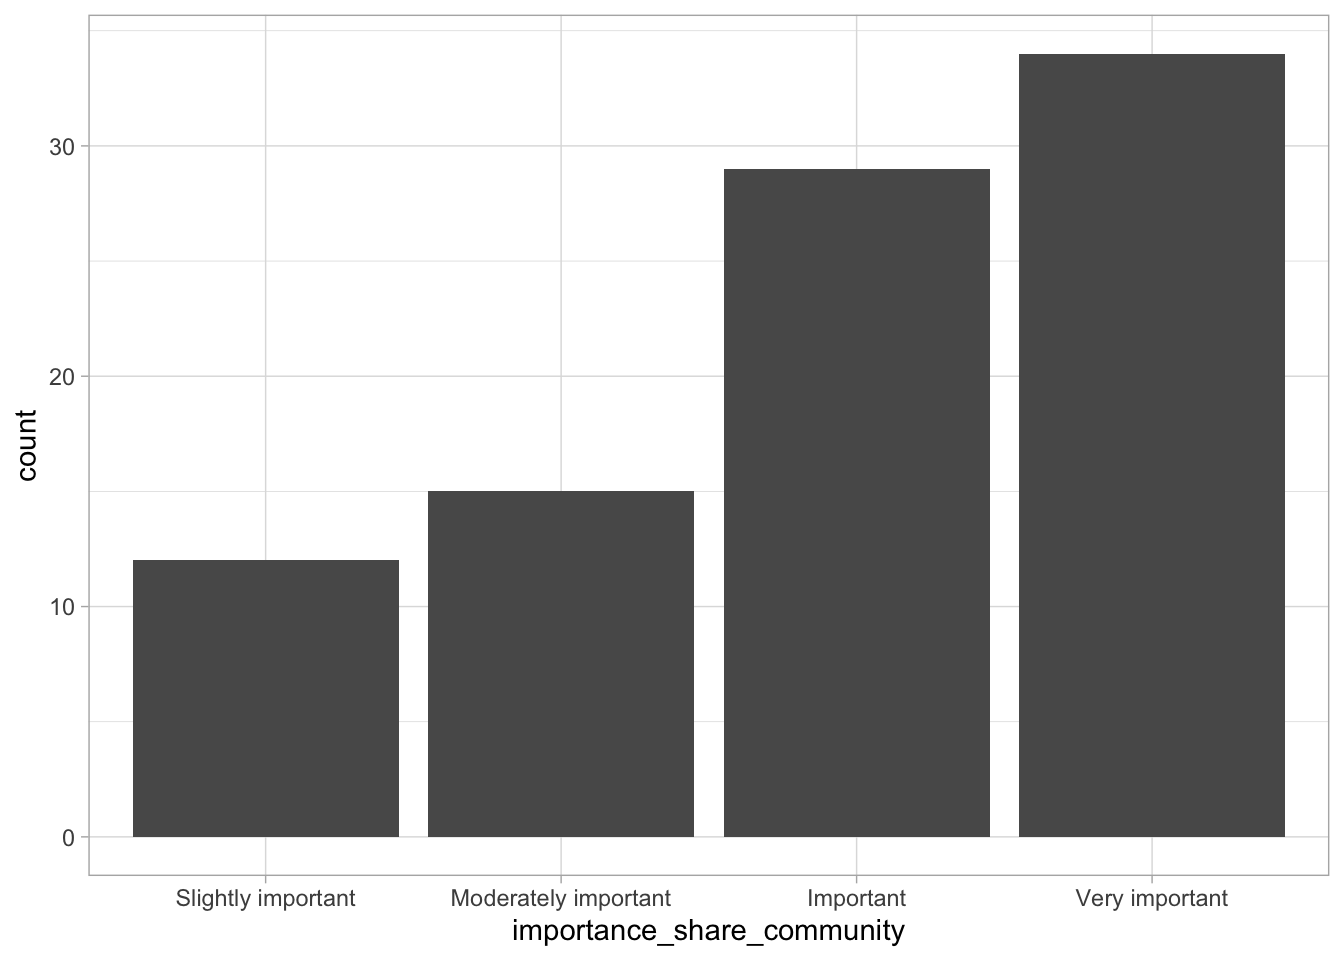 30
20
10
0
count
Slightly important
Moderately important
Important
Very important
importance_share_community